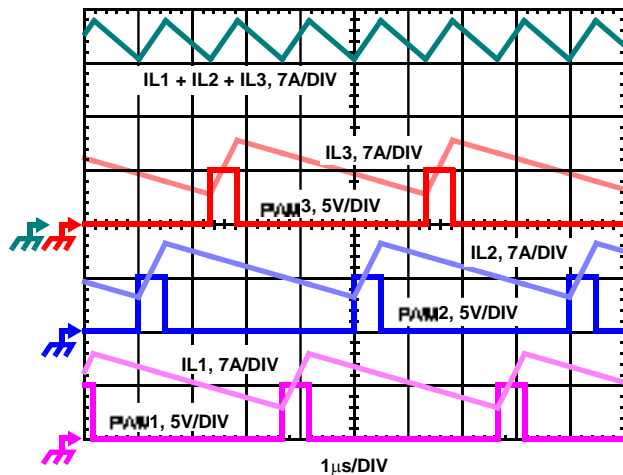 IL1 + IL2 + IL3, 7A/DIV
IL3, 7A/DIV
PWM3, 5V/DIV
IL2, 7A/DIV
PWM2, 5V/DIV
IL1, 7A/DIV
PWM1, 5V/DIV
1μs/DIV